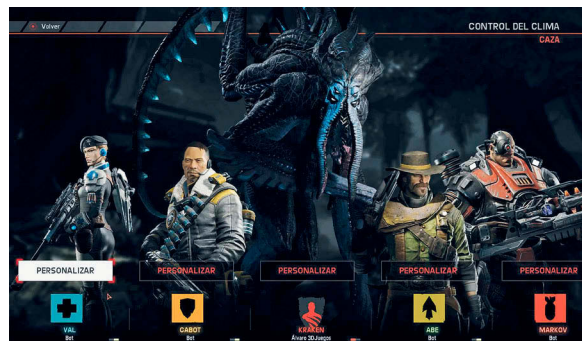 Volver
CONTROL DEL CLIMA
CAZA
PERSONALIZAR
PERSONALIZAR
PERSONALIZAR
PERSONALIZAR
PERSONALIZAR
VAL
Bot
CABOT
Bot
KRAKEN
Álvaro 3DJuegos
ABE
Bot
MARKOV
Bot